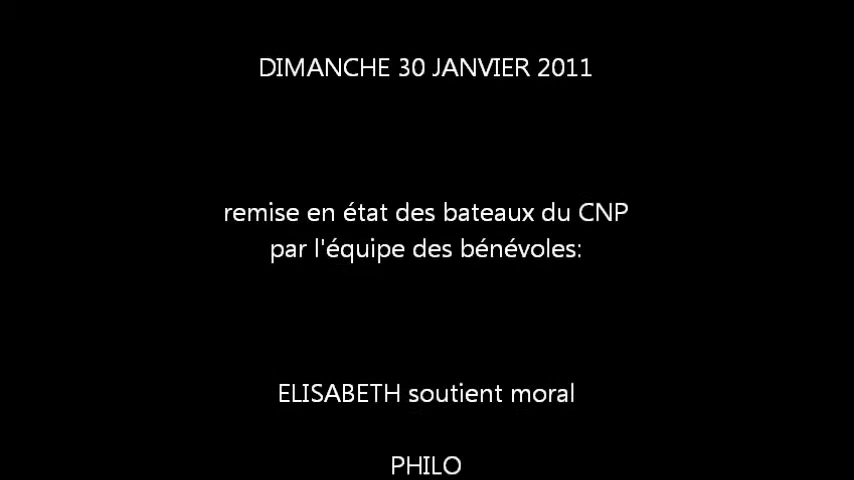 DIMANCHE 30 JANVIER 2011
remise en état des bateaux du CNP
par l'équipe des bénévoles:
ELISABETH soutient moral
PHILO